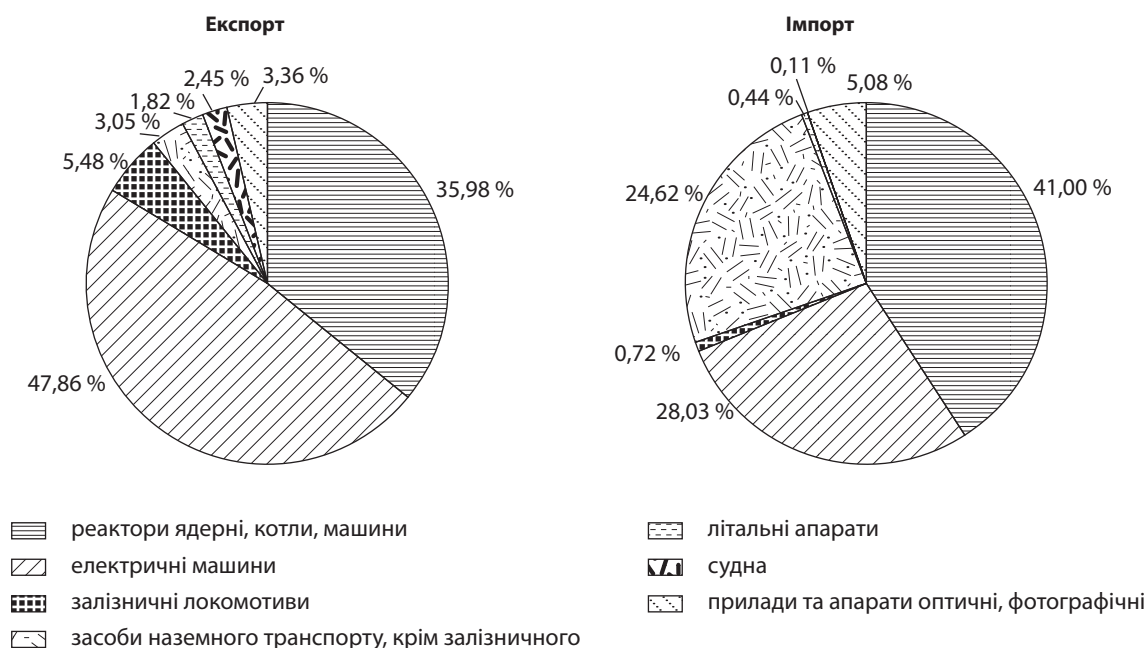 Експорт
2,45 %
3,36 %
1,82 %
3,05 %
5,48 %
35,98 %
47,86 %
Імпорт
0,11 %
5,08 %
0,44 %
24,62 %
41,00 %
0,72 %
28,03 %
реактори ядерні, котли, машини
електричні машини
залізничні локомотиви
засоби наземного транспорту, крім залізничного
літальні апарати
судна
прилади та апарати оптичні, фотографічні